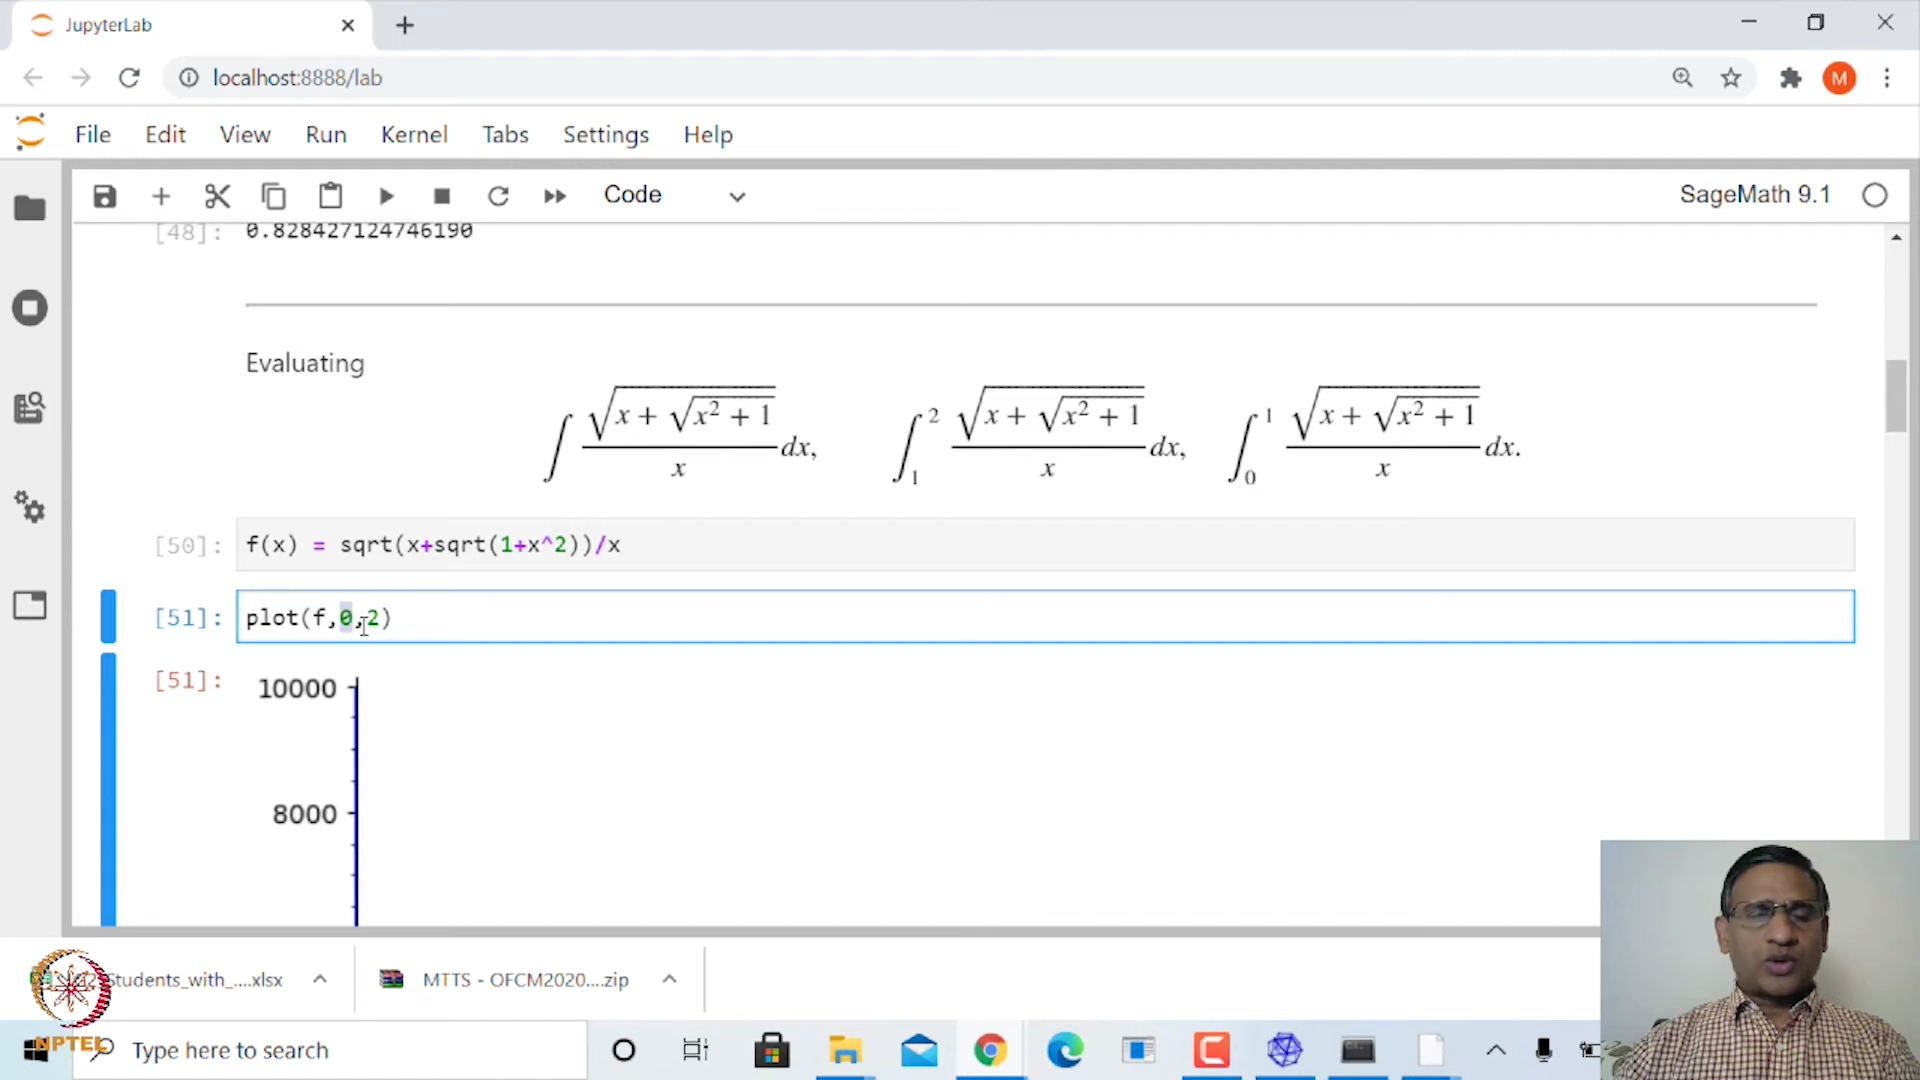 JupyterLab
localhost:8888/lab
M
File Edit View Run Kernel Tabs Settings Help
Code
SageMath 9.1
[48]: 0.828427124746190
Evaluating
∫ √(x + √(x² + 1)) / x dx, ∫₁² √(x + √(x² + 1)) / x dx, ∫₀¹ √(x + √(x² + 1)) / x dx.
[50]: f(x) = sqrt(x+sqrt(1+x^2))/x
[51]: plot(f,0,2)
[51]: 10000
8000
Students_with_....xlsx
MTTS - OFCM2020....zip
NPTEL
Type here to search